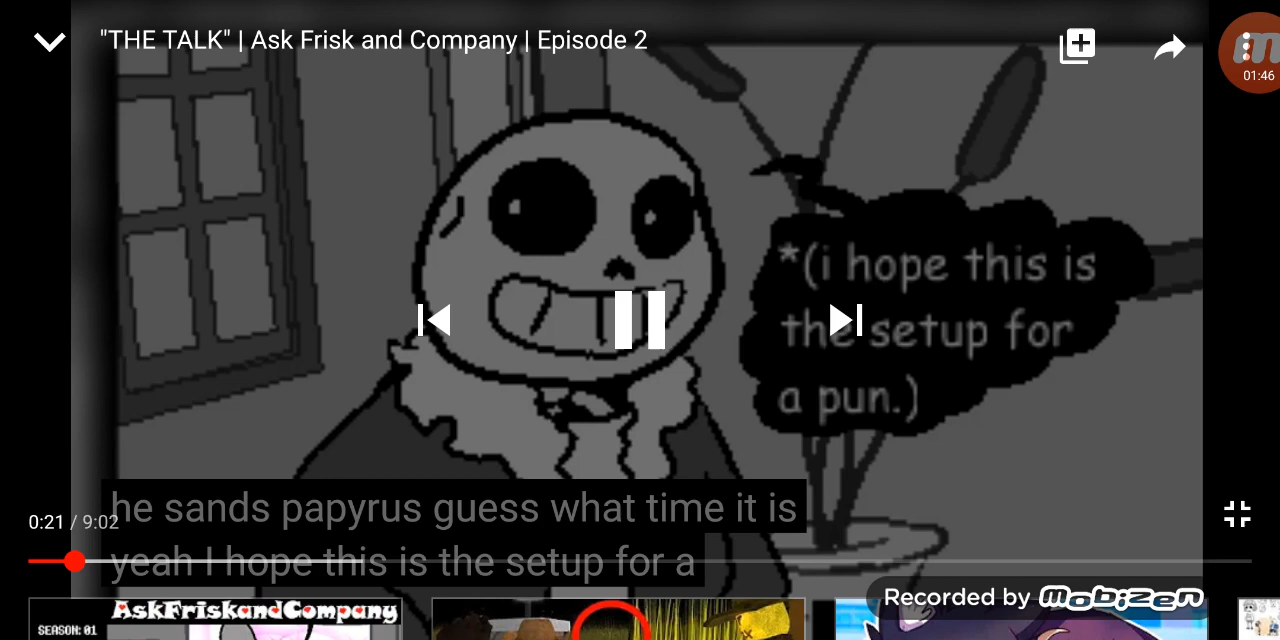 "THE TALK" | Ask Frisk and Company | Episode 2
01:46
*(i hope this is
the setup for
a pun.)
he sands papyrus guess what time it is
0:21 / 9:02
yeah I hope this is the setup for a
AskFriskandCompany
SEASON: 01
Recorded by mobizen